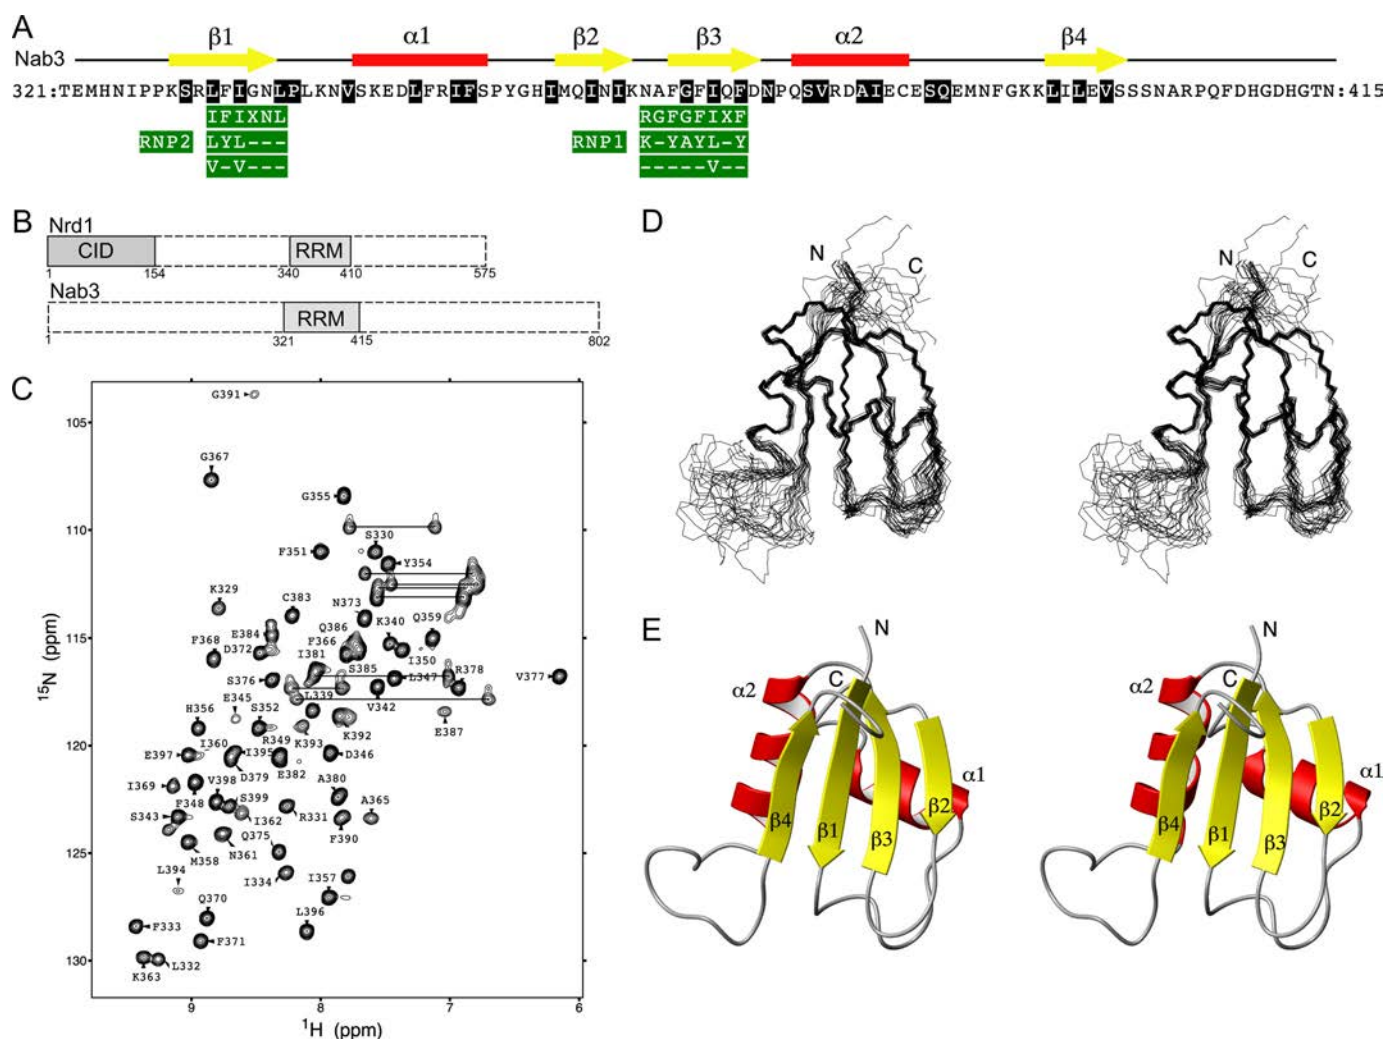 A
β1 α1 β2 β3 α2 β4
Nab3
321:TEMHNIPPKSRLFIGNLPLKNVSKEDLFRIFSPYGHIMQINIKNAFGFIQFDNPQSVRDAIECESQEMNFGKKLILEVSSSNARPQFDHGDHGTN:415
IFIXNL RGFGFIXF
RNP2 LYL--- RNP1 K-YAYL-Y
V-V--- -----V--
B
Nrd1
CID RRM
1 154 340 410 575
Nab3
RRM
1 321 415 802
C
G391
105
G367
G355
110
S330
F351
Y354
K329
C383
N373
Q359
Q386
K340
E384
F366
115
F368
D372
I350
I381
S385
R378
S376
L347
V377
E345
L339
V342
H356
S352
K392
E387
R349
K393
120
I360
I395
E397
D346
V398
D379
E382
A380
I369
F348
S399
A365
I362
R331
S343
F390
Q375
M358
N361
125
L394
I334
I357
Q370
L396
F333
F371
130
K363
L332
9 8 7 6
15N (ppm)
1H (ppm)
D
N C N C
E
N N
α2 C α2 C
α1 α1
β4 β1 β3 β2
β4 β1 β3 β2